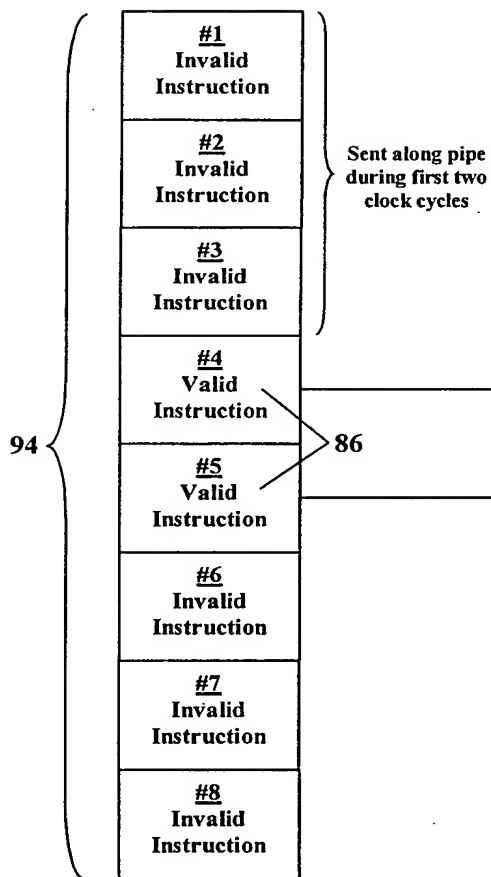 #1
Invalid
Instruction
#2
Invalid
Instruction
#3
Invalid
Instruction
Sent along pipe
during first two
clock cycles
#4
Valid
Instruction
#5
Valid
Instruction
94
86
#6
Invalid
Instruction
#7
Invalid
Instruction
#8
Invalid
Instruction